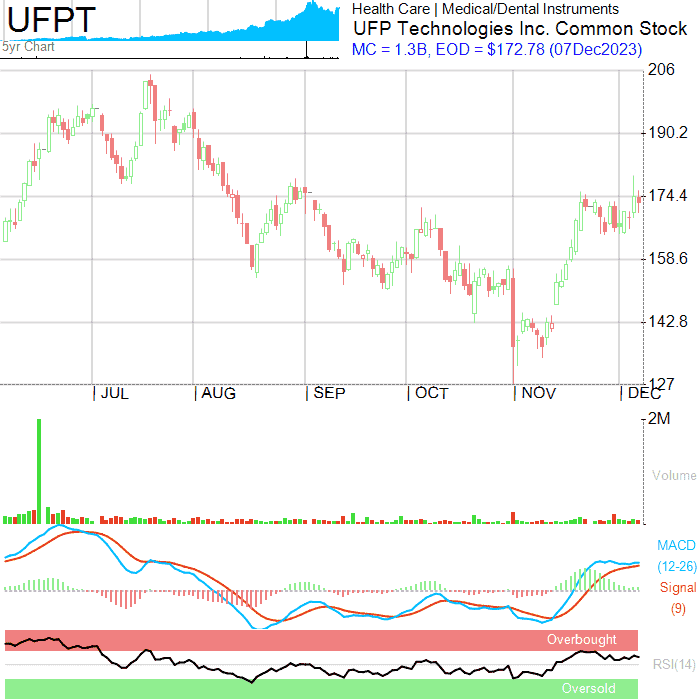 UFPT
5yr Chart
Health Care | Medical/Dental Instruments
UFP Technologies Inc. Common Stock
MC = 1.3B, EOD = $172.78 (07Dec2023)
206
190.2
174.4
158.6
142.8
127
JUL
AUG
SEP
OCT
NOV
DEC
2M
Volume
MACD
(12-26)
Signal
(9)
Overbought
RSI(14)
Oversold